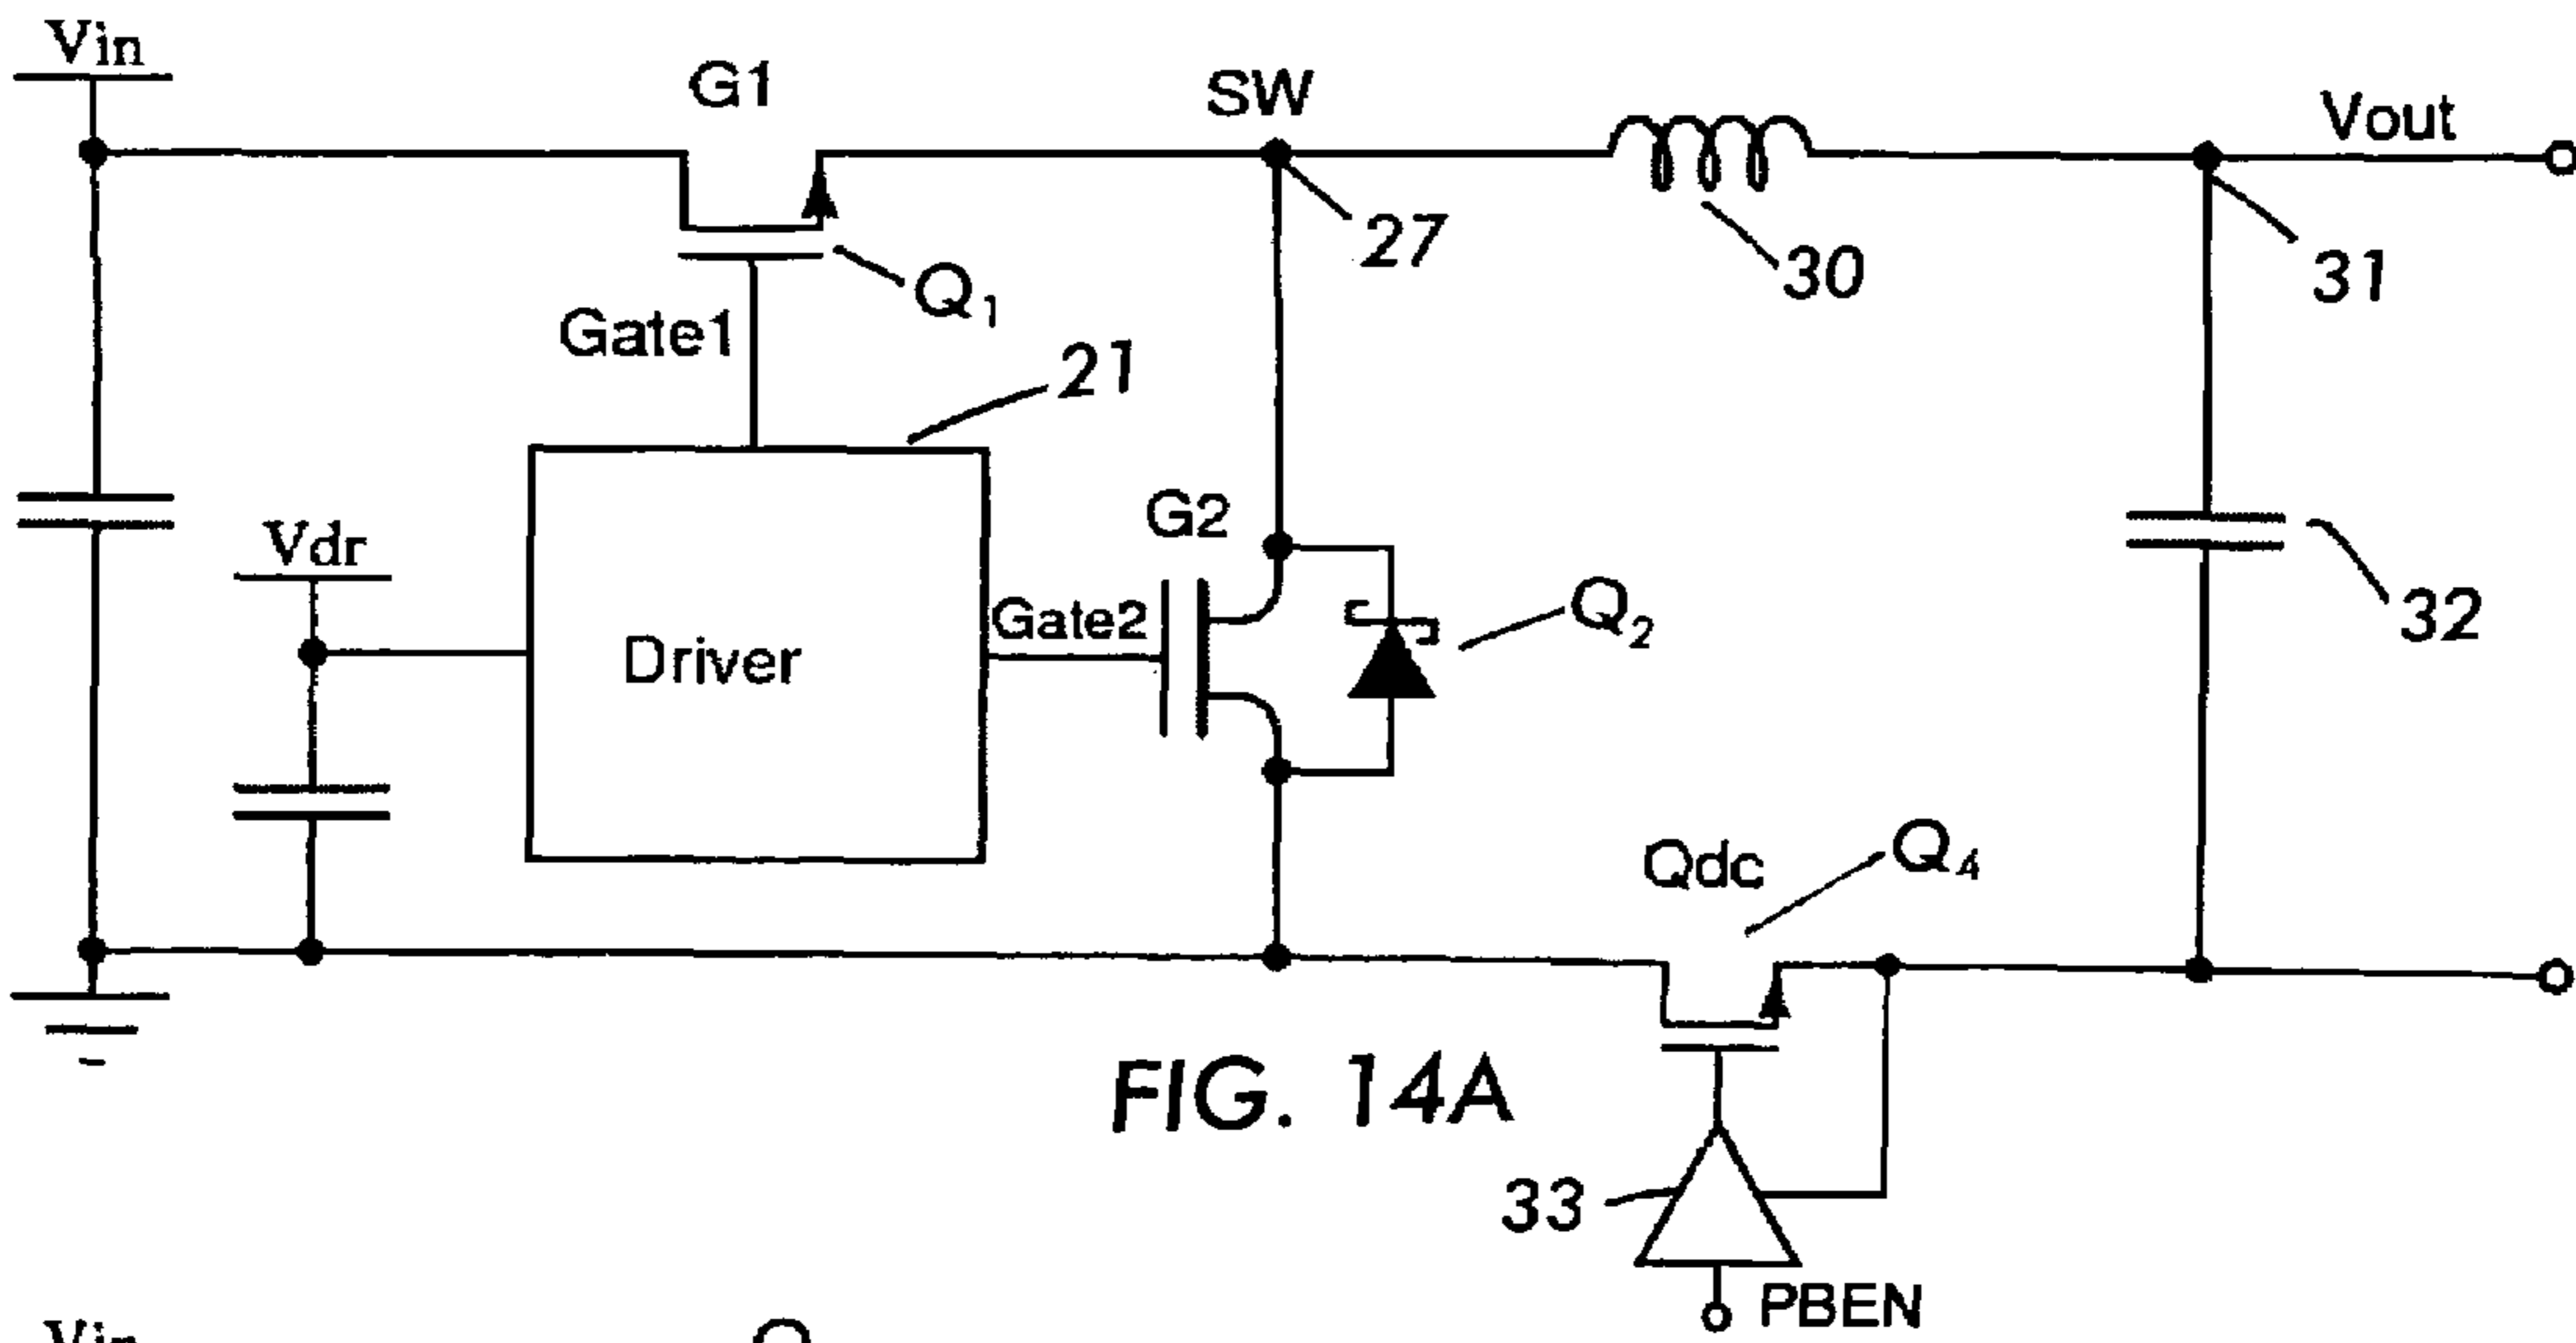 Vin
G1
SW
Vout
27
30
31
Q1
Gate1
21
Vdr
G2
Gate2
Driver
Q2
32
Qdc
Q4
FIG. 14A
33
PBEN
Vin